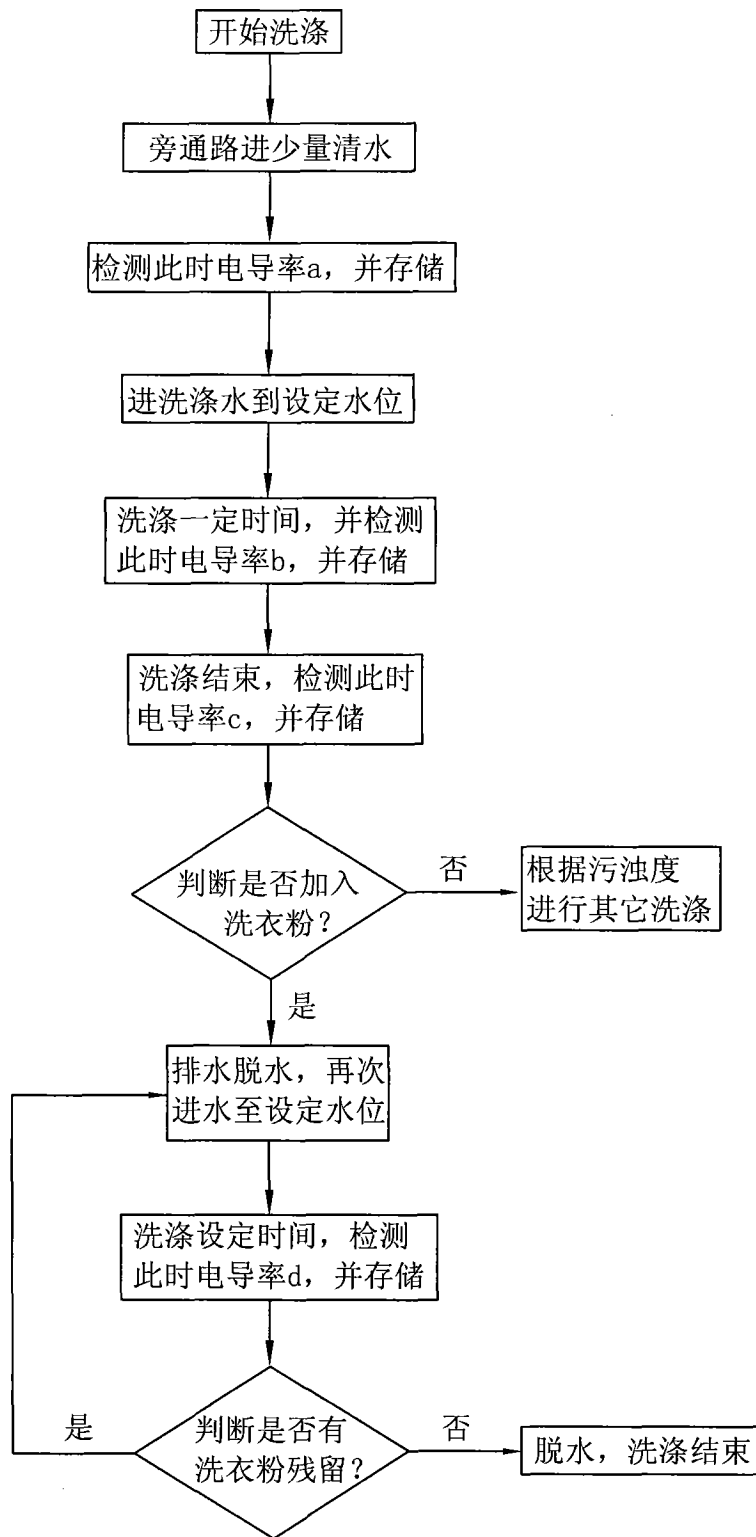 开始洗涤
旁通路进少量清水
检测此时电导率a，并存储
进洗涤水到设定水位
洗涤一定时间，并检测
此时电导率b，并存储
洗涤结束，检测此时
电导率c，并存储
判断是否加入
洗衣粉？
否
根据污浊度
进行其它洗涤
是
排水脱水，再次
进水至设定水位
洗涤设定时间，检测
此时电导率d，并存储
是
判断是否有
洗衣粉残留？
否
脱水，洗涤结束